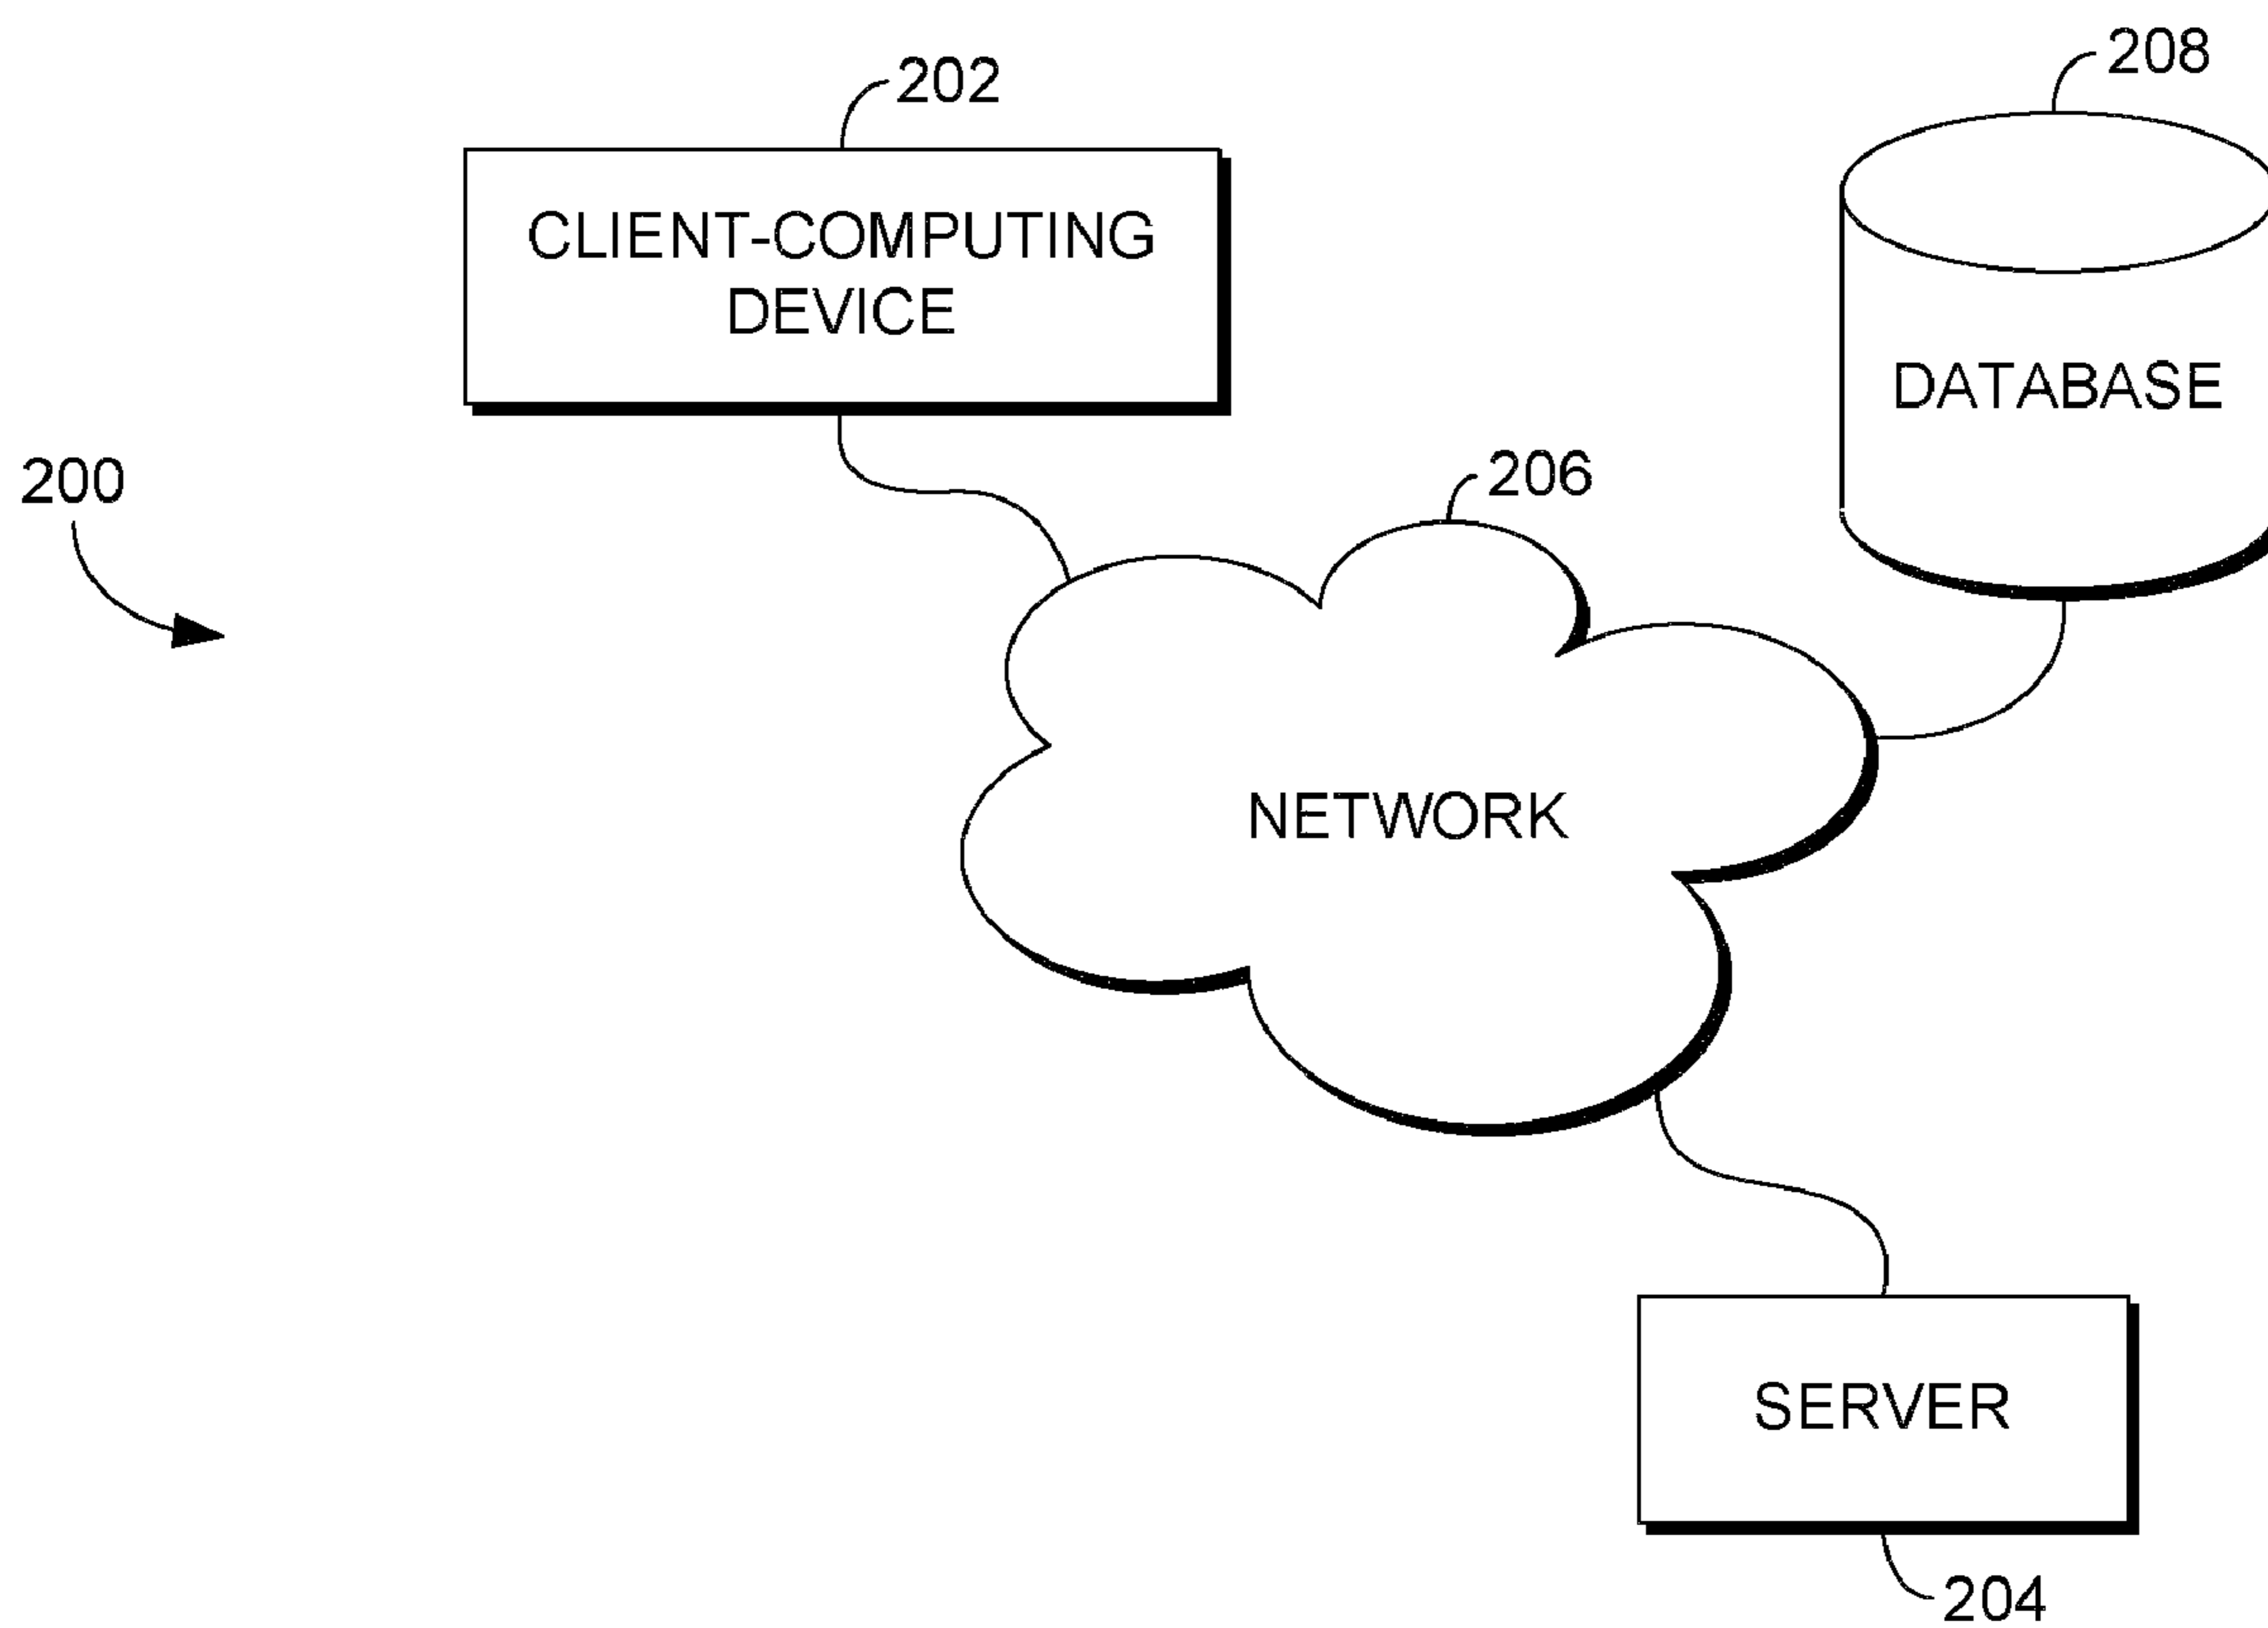 202
208
CLIENT-COMPUTING
DEVICE
DATABASE
200
206
NETWORK
SERVER
204